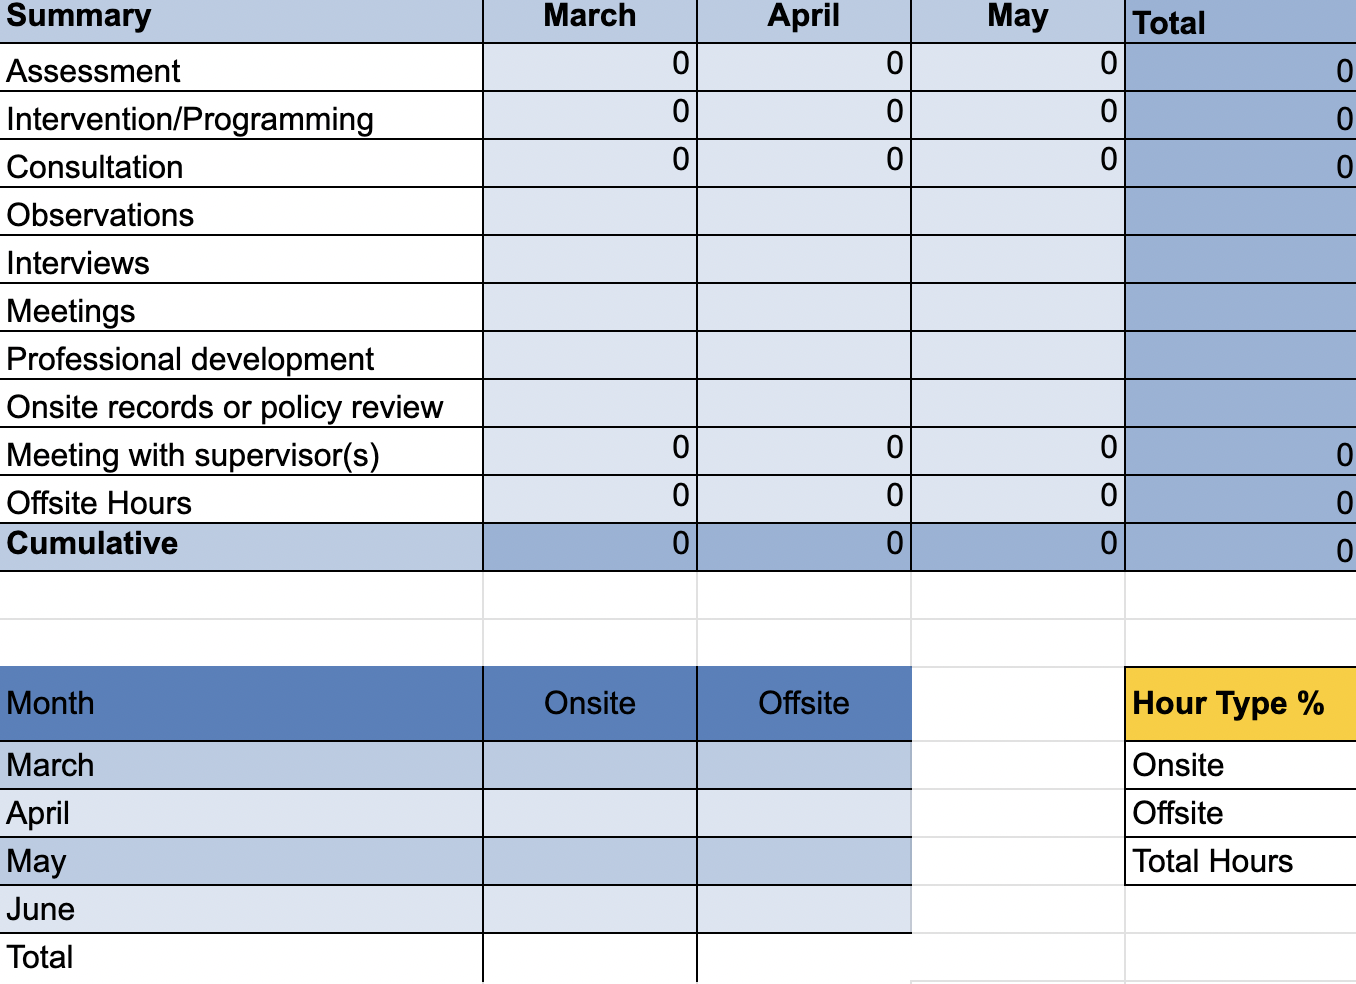 Summary March April May Total
Assessment 0 0 0 0
Intervention/Programming 0 0 0 0
Consultation 0 0 0 0
Observations
Interviews
Meetings
Professional development
Onsite records or policy review
Meeting with supervisor(s) 0 0 0 0
Offsite Hours 0 0 0 0
Cumulative 0 0 0 0
Month Onsite Offsite Hour Type %
March Onsite
April Offsite
May Total Hours
June
Total